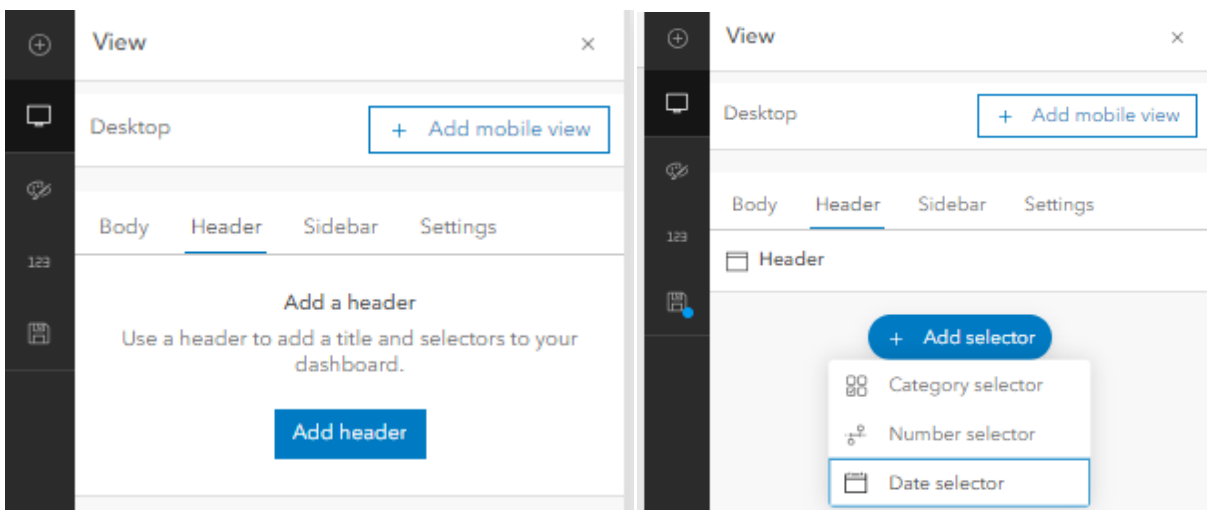 View
Desktop
+ Add mobile view
Body Header Sidebar Settings
123
Add a header
Use a header to add a title and selectors to your
dashboard.
Add header
View
Desktop
+ Add mobile view
Body Header Sidebar Settings
123
Header
+ Add selector
Category selector
Number selector
Date selector